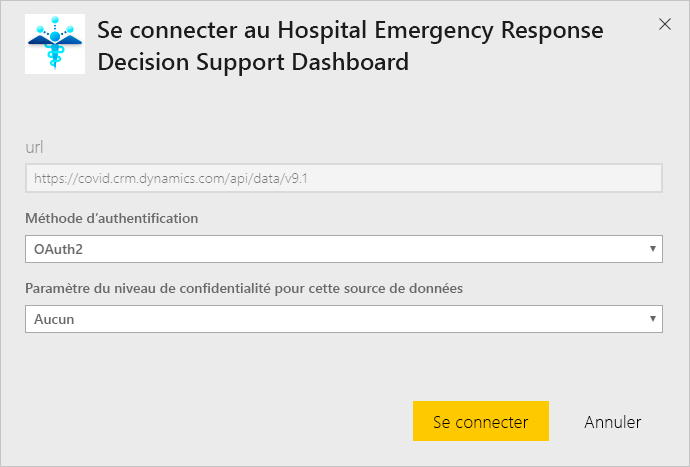 Se connecter au Hospital Emergency Response
Decision Support Dashboard
url
https://covid.crm.dynamics.com/api/data/v9.1
Méthode d'authentification
OAuth2
Paramètre du niveau de confidentialité pour cette source de données
Aucun
Se connecter
Annuler